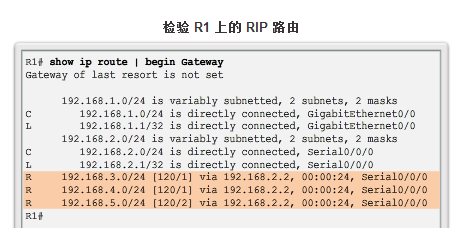 检验 R1 上的 RIP 路由
R1# show ip route | begin Gateway
Gateway of last resort is not set
192.168.1.0/24 is variably subnetted, 2 subnets, 2 masks
C 192.168.1.0/24 is directly connected, GigabitEthernet0/0
L 192.168.1.1/32 is directly connected, GigabitEthernet0/0
192.168.2.0/24 is variably subnetted, 2 subnets, 2 masks
C 192.168.2.0/24 is directly connected, Serial0/0/0
L 192.168.2.1/32 is directly connected, Serial0/0/0
R 192.168.3.0/24 [120/1] via 192.168.2.2, 00:00:24, Serial0/0/0
R 192.168.4.0/24 [120/1] via 192.168.2.2, 00:00:24, Serial0/0/0
R 192.168.5.0/24 [120/2] via 192.168.2.2, 00:00:24, Serial0/0/0
R1#